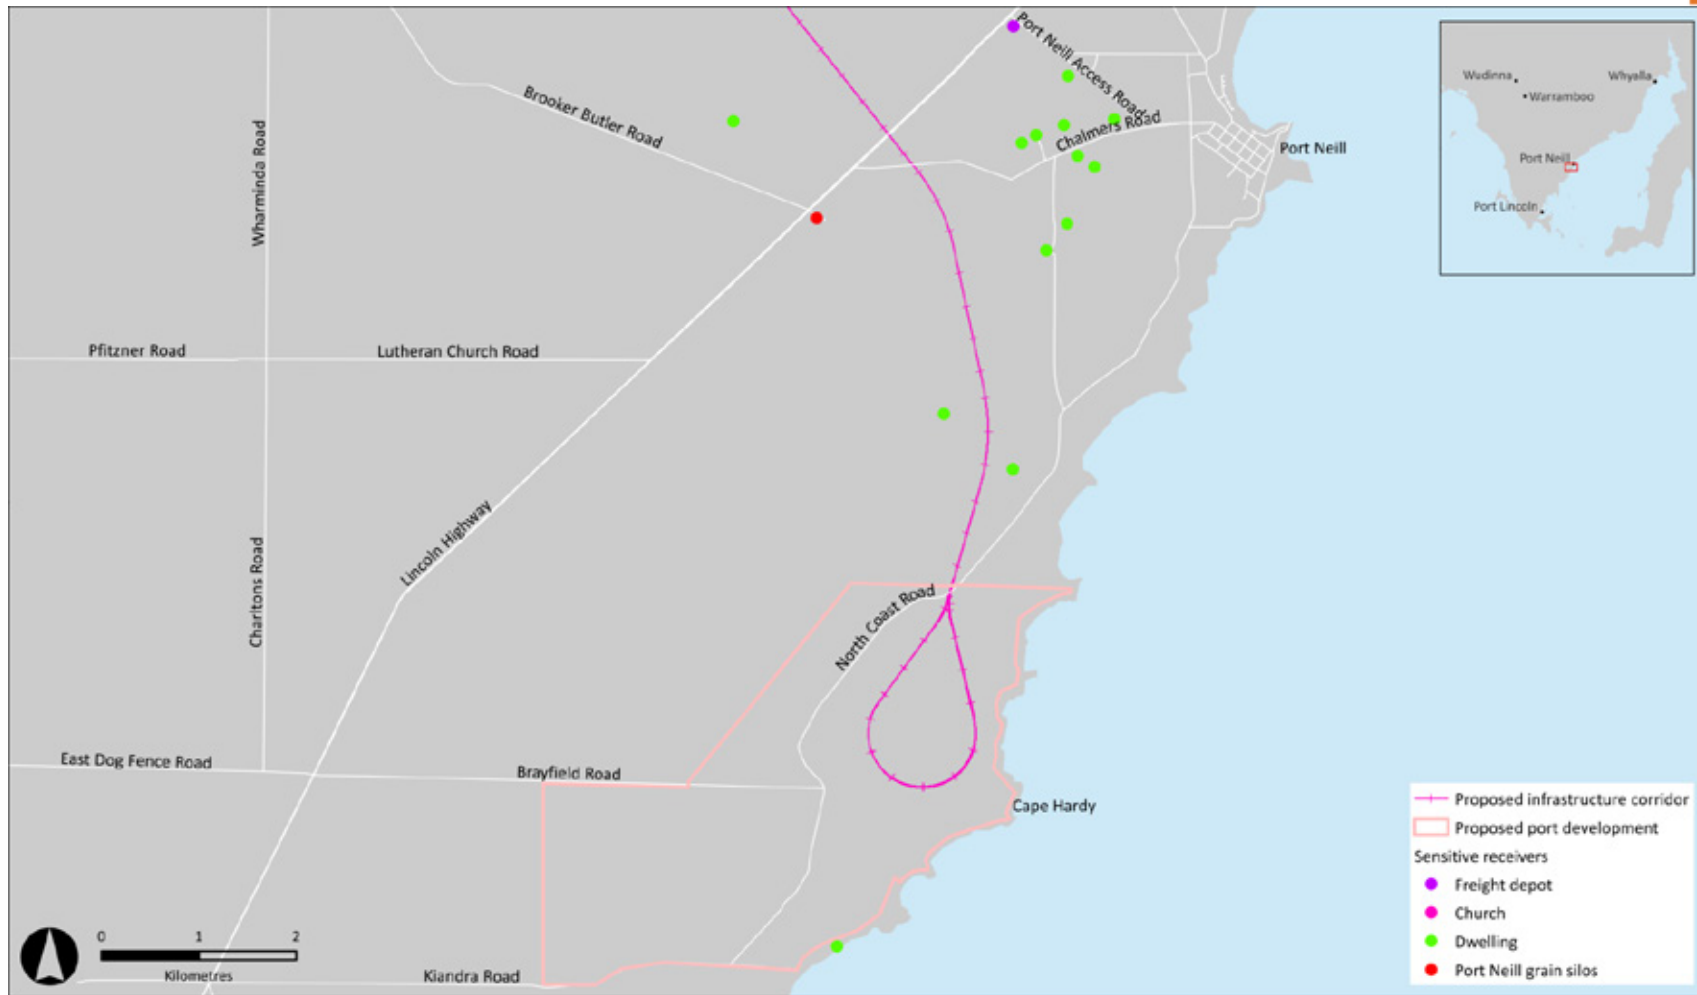 Port Neill Access Road
Brooker Butler Road
Chalmers Road
Port Neill
Wharminda Road
Pfitzner Road
Lutheran Church Road
Lincoln Highway
Charltons Road
North Coast Road
East Dog Fence Road
Brayfield Road
Cape Hardy
Kiandra Road
0 1 2
Kilometres
Wudinna
Whyalla
Warramboo
Port Neill
Port Lincoln
Proposed infrastructure corridor
Proposed port development
Sensitive receivers
Freight depot
Church
Dwelling
Port Neill grain silos